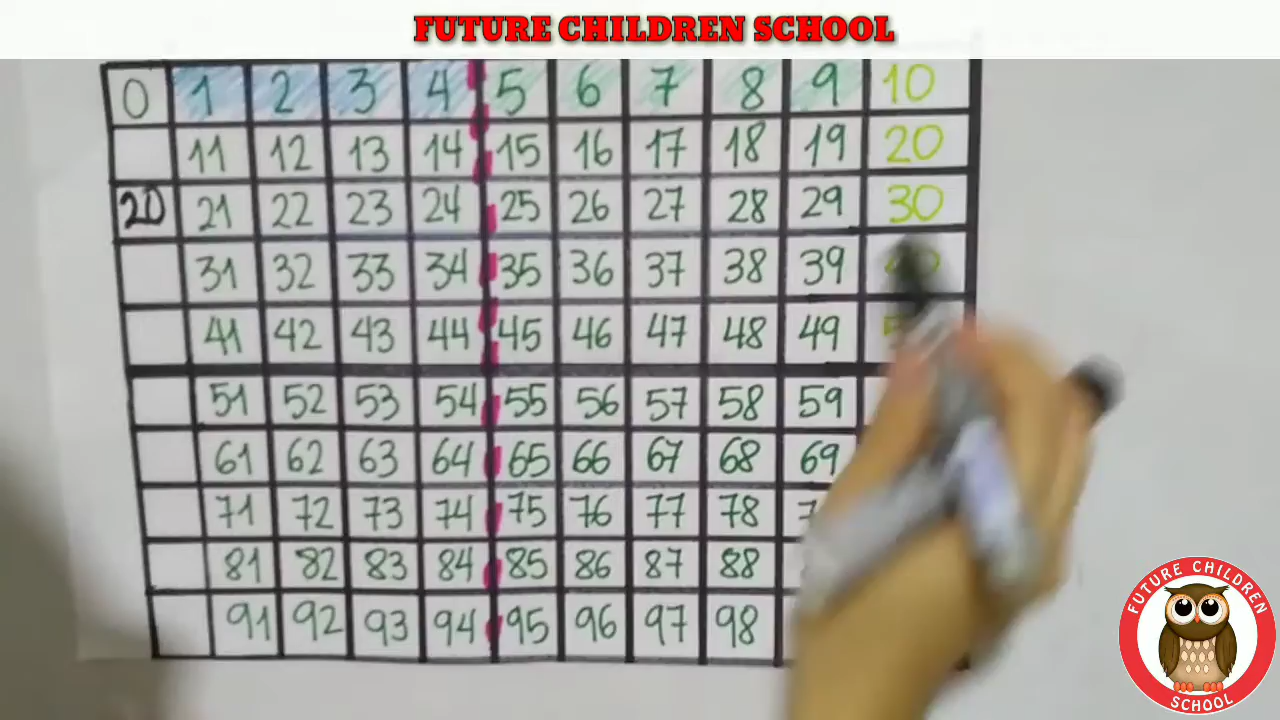 FUTURE CHILDREN SCHOOL
0 1 2 3 4 5 6 7 8 9 10
11 12 13 14 15 16 17 18 19 20
20 21 22 23 24 25 26 27 28 29 30
31 32 33 34 35 36 37 38 39
41 42 43 44 45 46 47 48 49
51 52 53 54 55 56 57 58 59
61 62 63 64 65 66 67 68 69
71 72 73 74 75 76 77 78
81 82 83 84 85 86 87 88
91 92 93 94 95 96 97 98
FUTURE CHILDREN
SCHOOL